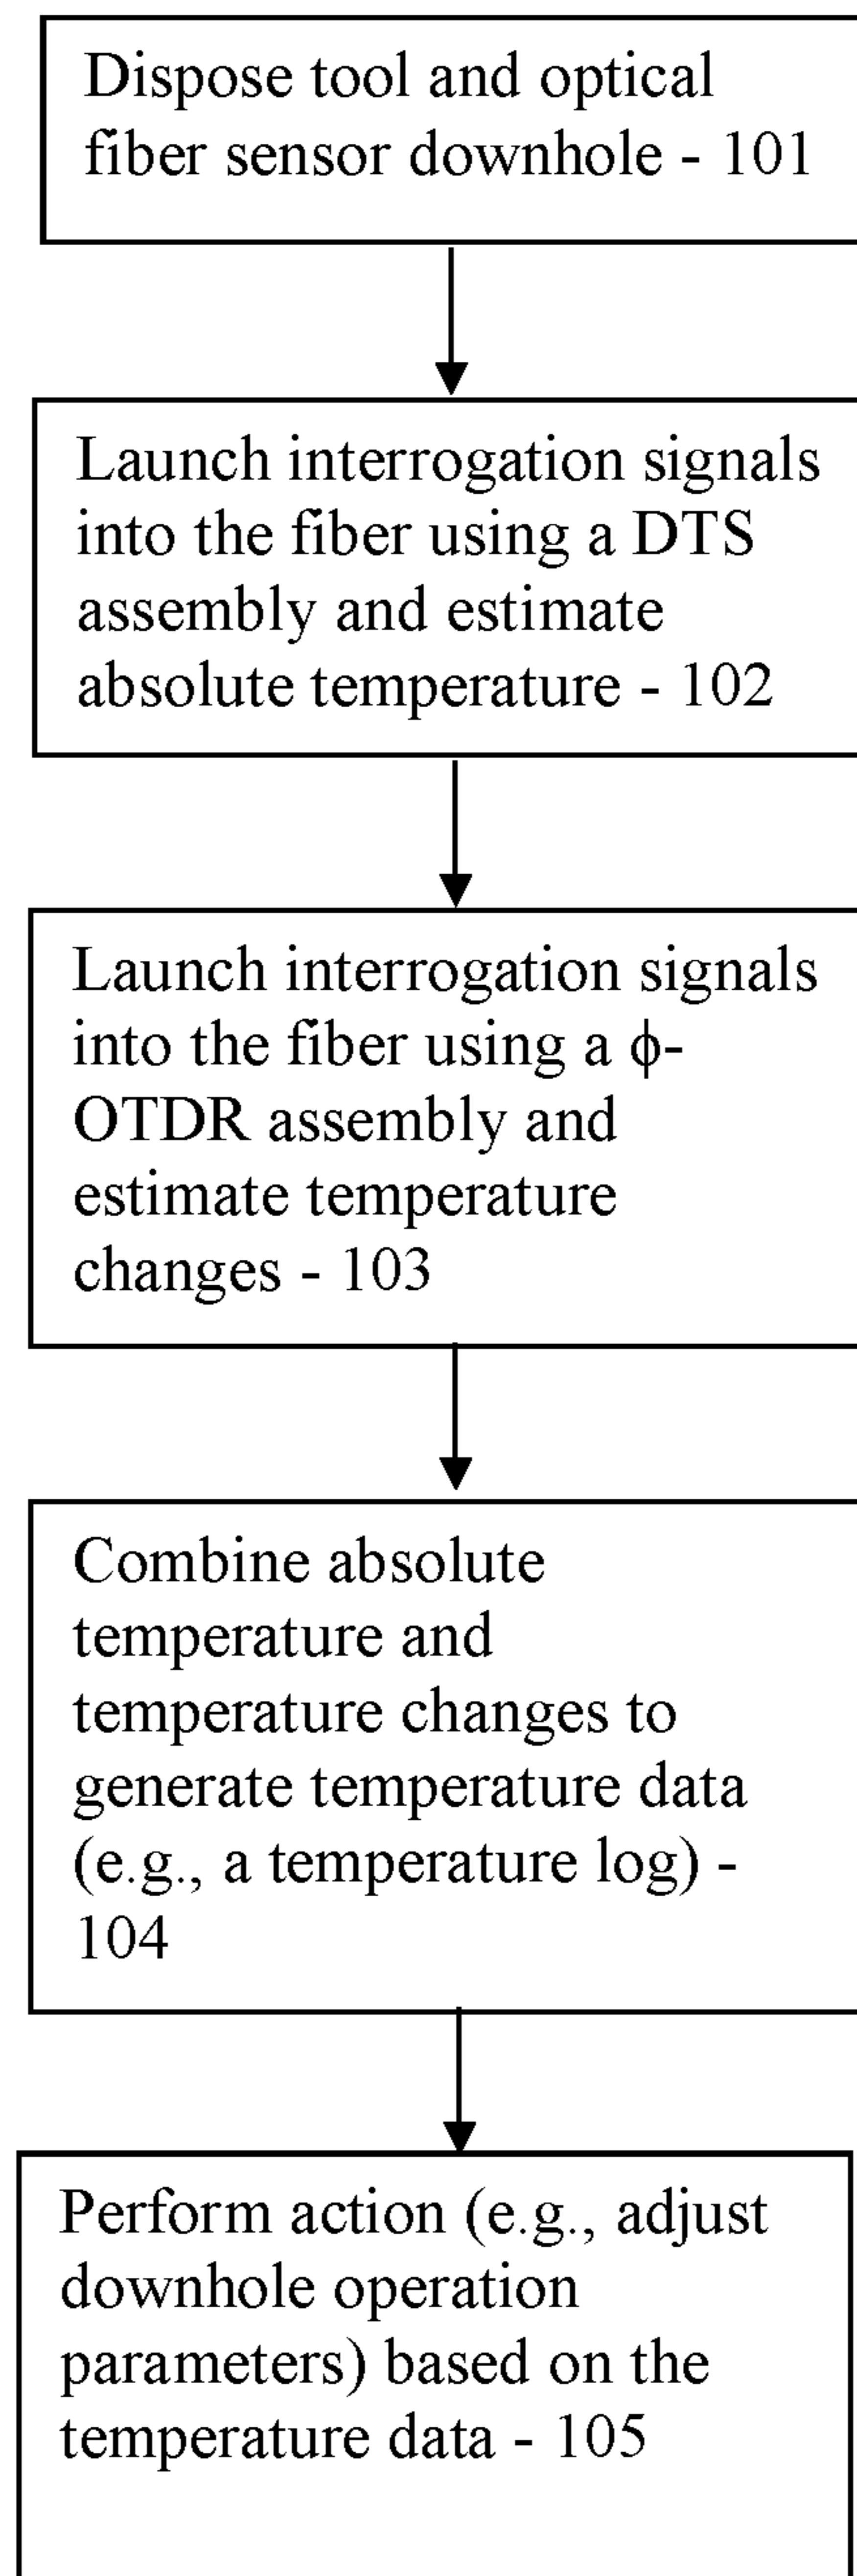 Dispose tool and optical
fiber sensor downhole - 101
Launch interrogation signals
into the fiber using a DTS
assembly and estimate
absolute temperature - 102
Launch interrogation signals
into the fiber using a ϕ-
OTDR assembly and
estimate temperature
changes - 103
Combine absolute
temperature and
temperature changes to
generate temperature data
(e.g., a temperature log) -
104
Perform action (e.g., adjust
downhole operation
parameters) based on the
temperature data - 105